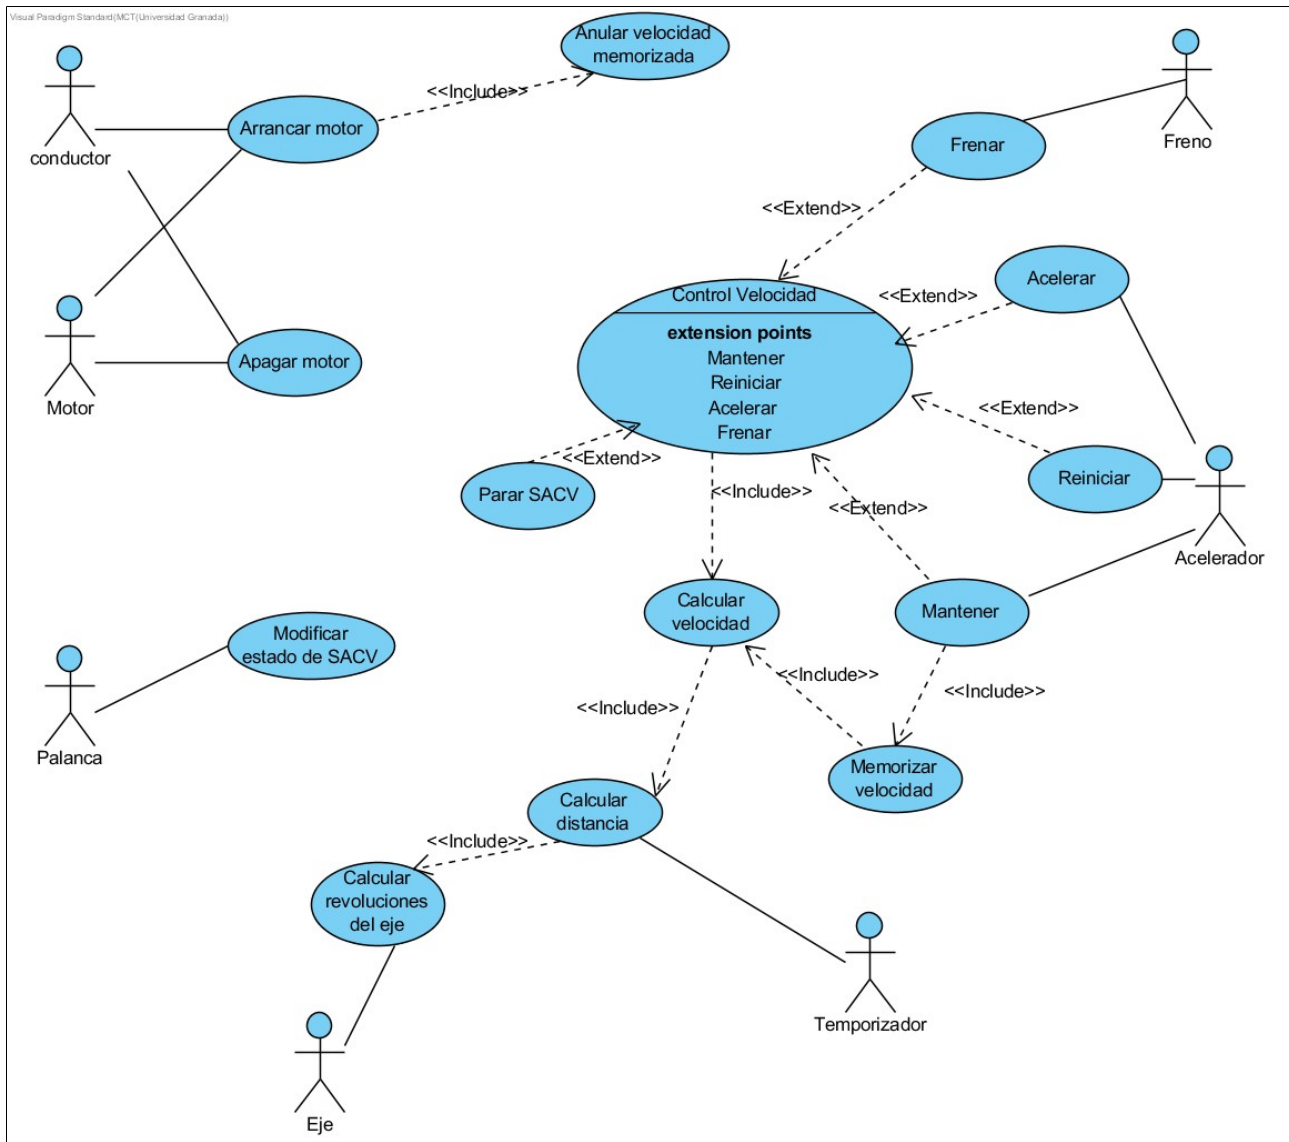 Visual Paradigm Standard(MCT(Universidad Granada))
Anular velocidad
memorizada
<<Include>>
Arrancar motor
conductor
Frenar
Freno
<<Extend>>
Acelerar
<<Extend>>
Control Velocidad
extension points
Mantener
Reiniciar
Acelerar
Frenar
Apagar motor
Motor
<<Extend>>
<<Extend>>
Parar SACV
<<Include>>
<<Extend>>
Reiniciar
Acelerador
Calcular
velocidad
Mantener
Modificar
estado de SACV
Palanca
<<Include>>
<<Include>>
<<Include>>
Memorizar
velocidad
Calcular
distancia
<<Include>>
Calcular
revoluciones
del eje
Temporizador
Eje